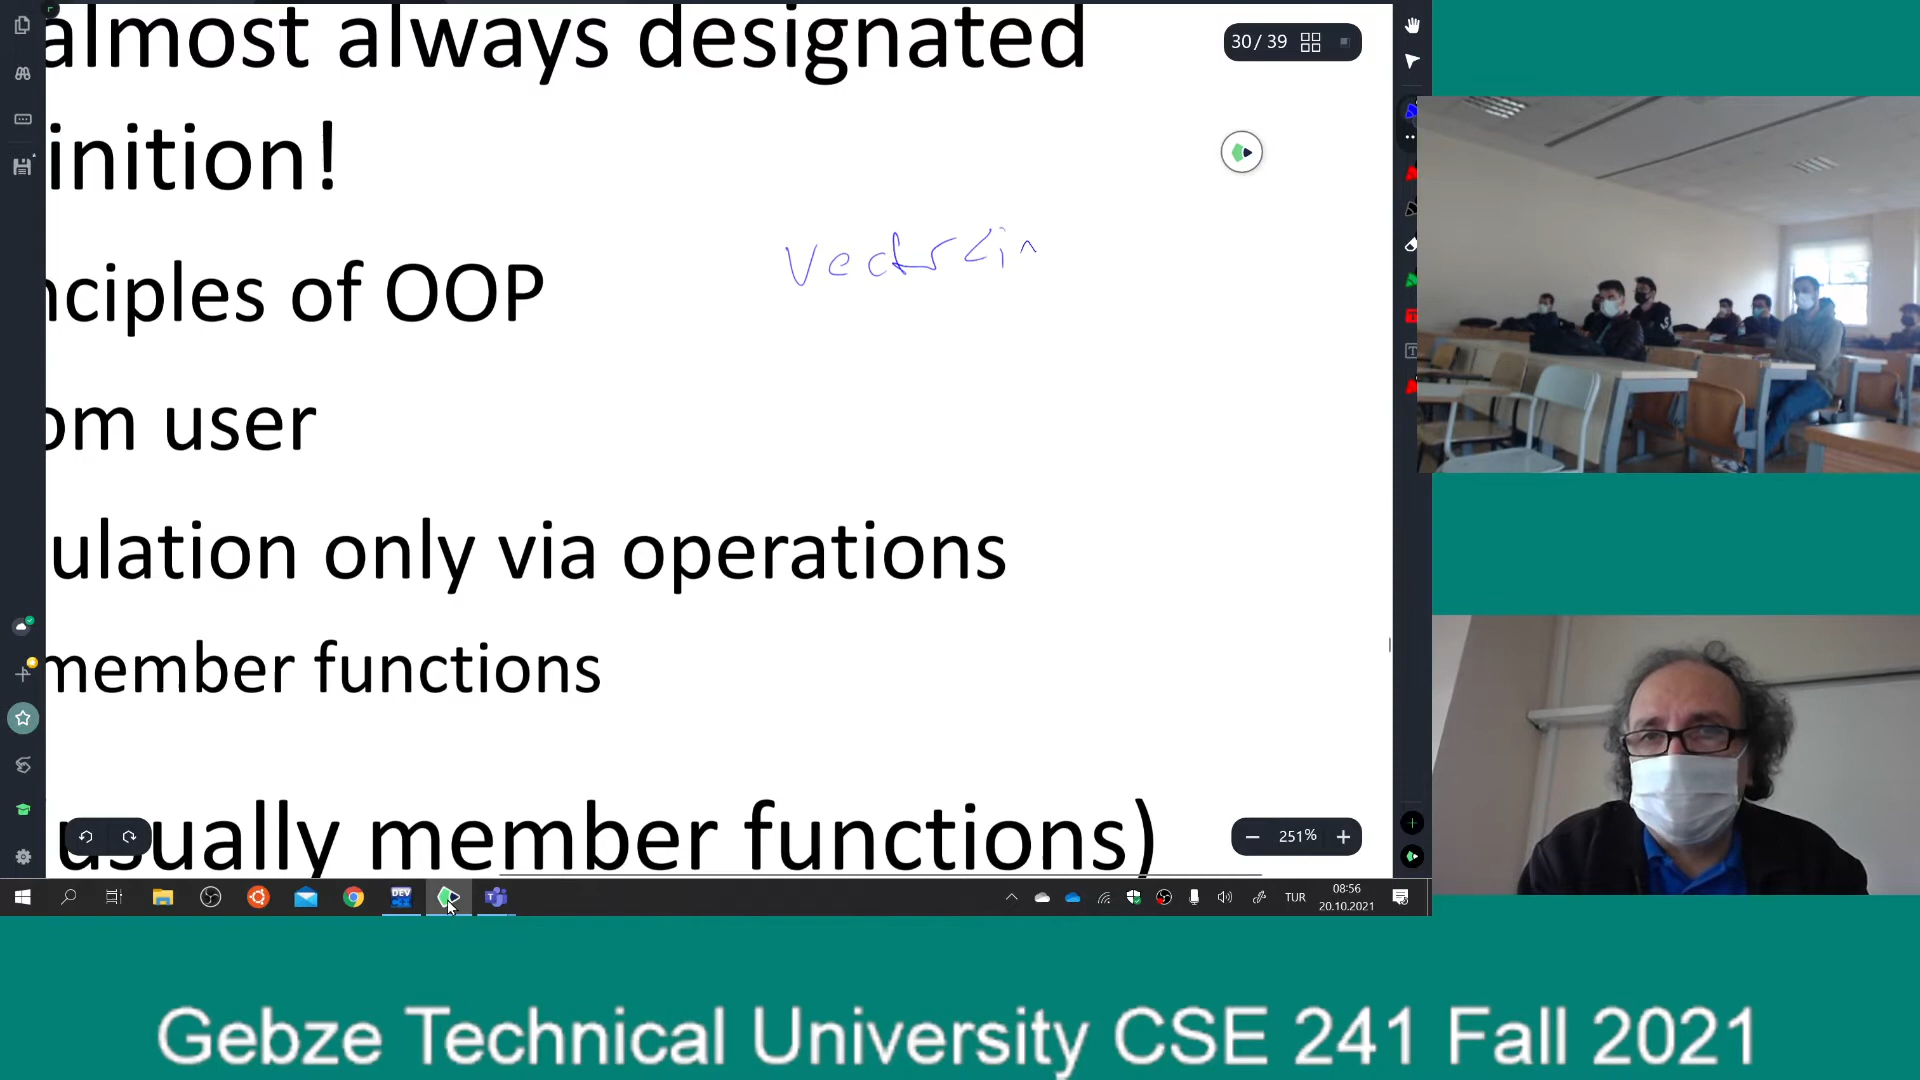 almost always designated
30 / 39
inition!
vector<in
nciples of OOP
om user
ulation only via operations
member functions
usually member functions)
251%
DEV
TUR
08:56
20.10.2021
Gebze Technical University CSE 241 Fall 2021